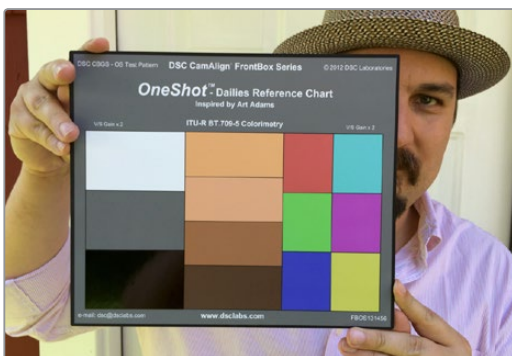 DSC CSGS - OS Test Pattern DSC CamAlign FrontBox Series © 2012 DSC Laboratories
OneShot™- Dailies Reference Chart
Inspired by Art Adams
V/S Gain x 2 ITU-R BT.709-5 Colorimetry V/S Gain x 2
e-mail: dsc@dsclabs.com www.dsclabs.com FBOS131456